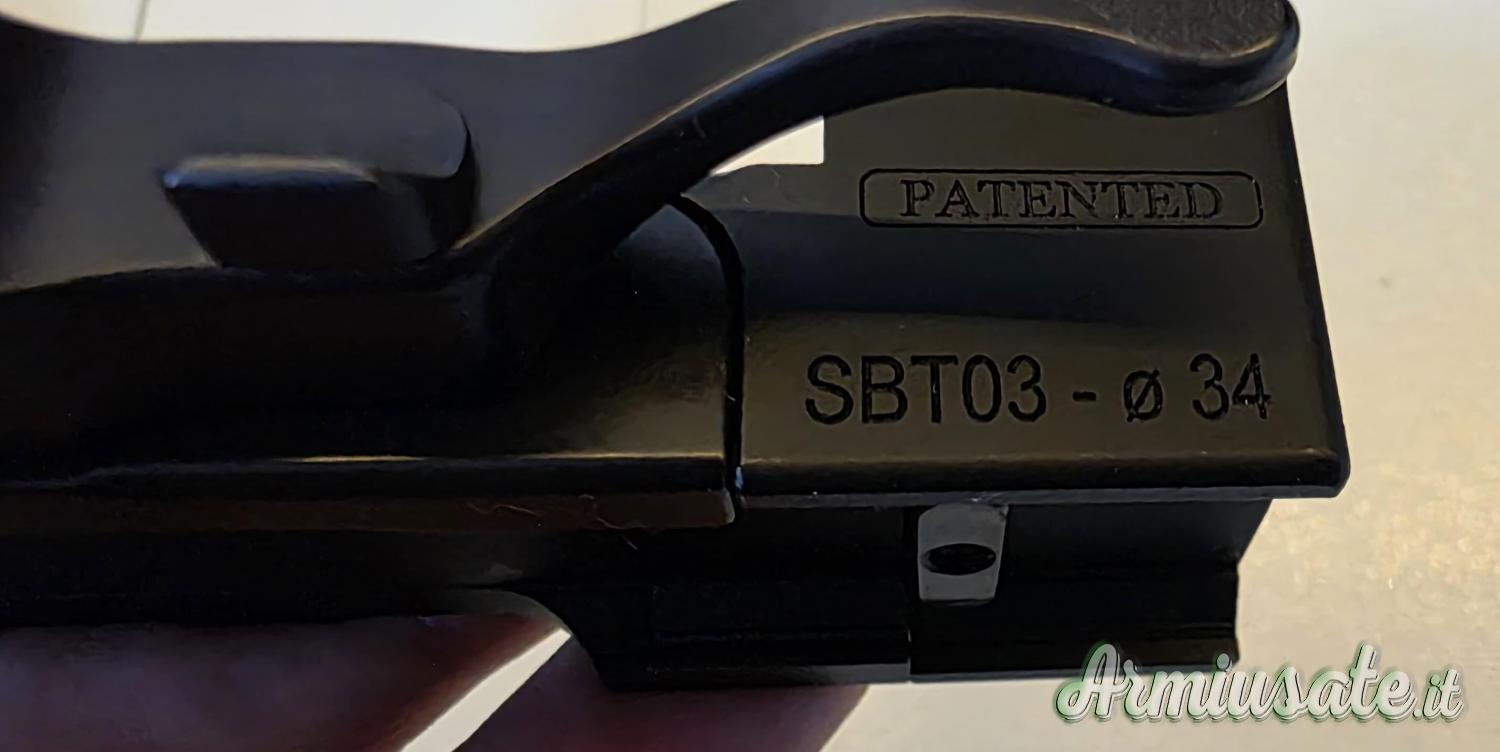 PATENTED
SBT03 - ø 34
Armiusate.it